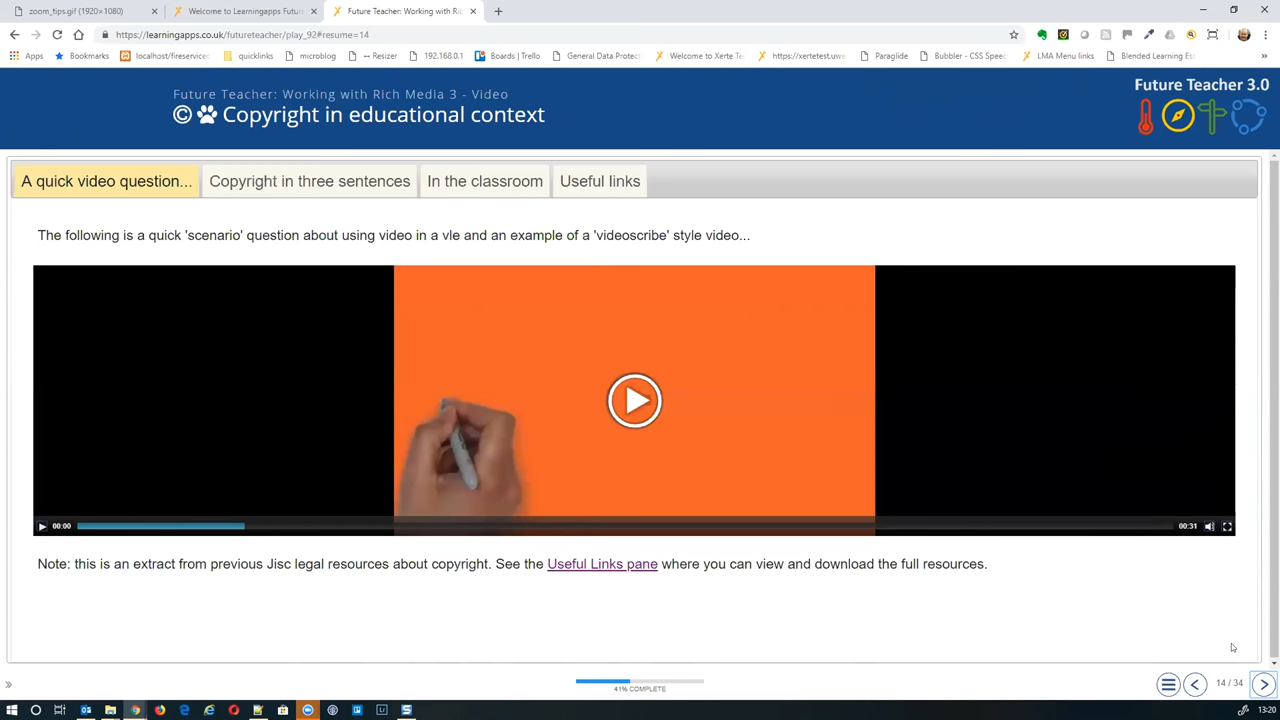 zoom_tips.gif (1920×1080)
Welcome to Learningapps Futur
Future Teacher: Working with Ric
https://learningapps.co.uk/futureteacher/play_92#resume=14
Apps
Bookmarks
localhost/fireservice
quicklinks
microblog
↔ Resizer
192.168.0.1
Boards | Trello
General Data Protec
Welcome to Xerte Te
https://xertetest.uwe
Paraglide
Bubbler - CSS Speec
LMA Menu links
Blended Learning Ess
Future Teacher: Working with Rich Media 3 - Video
© Copyright in educational context
Future Teacher 3.0
A quick video question...
Copyright in three sentences
In the classroom
Useful links
The following is a quick 'scenario' question about using video in a vle and an example of a 'videoscribe' style video...
00:00
00:31
Note: this is an extract from previous Jisc legal resources about copyright. See the Useful Links pane where you can view and download the full resources.
41% COMPLETE
14 / 34
13:20